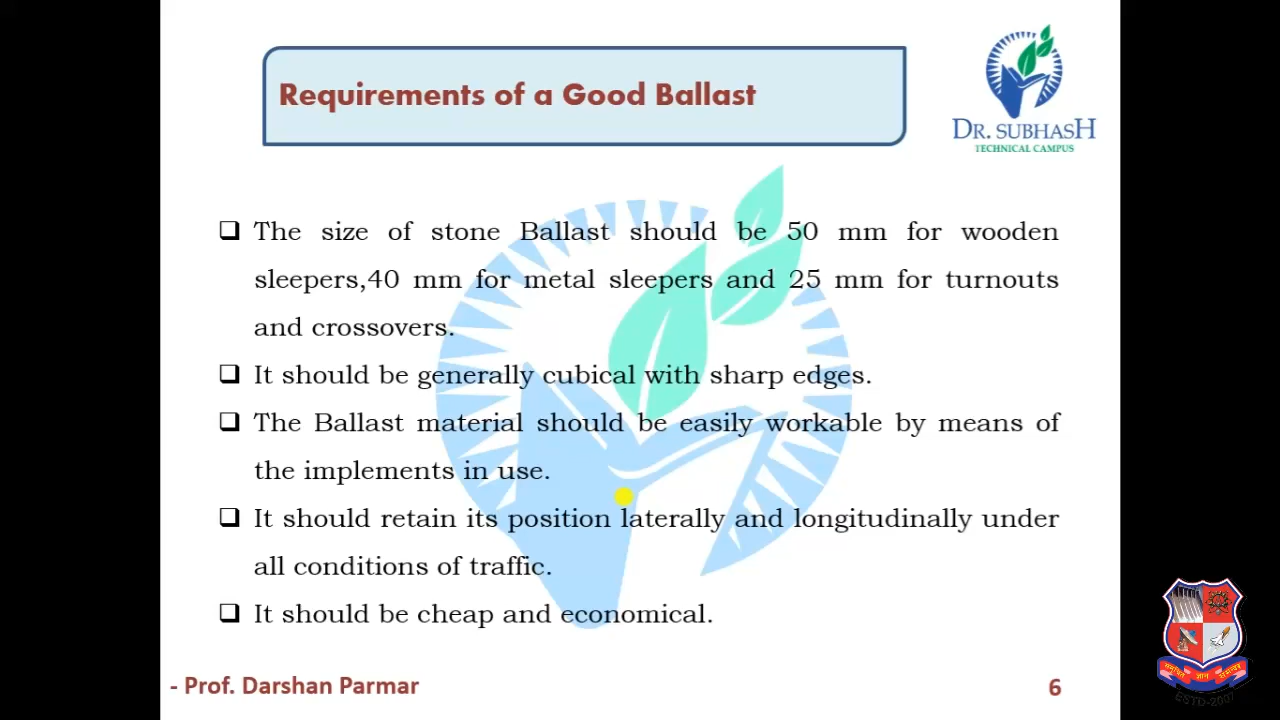 Requirements of a Good Ballast
DR. SUBHASH
TECHNICAL CAMPUS
The size of stone Ballast should be 50 mm for wooden
sleepers,40 mm for metal sleepers and 25 mm for turnouts
and crossovers.
It should be generally cubical with sharp edges.
The Ballast material should be easily workable by means of
the implements in use.
It should retain its position laterally and longitudinally under
all conditions of traffic.
It should be cheap and economical.
- Prof. Darshan Parmar
6
ESTD-2007